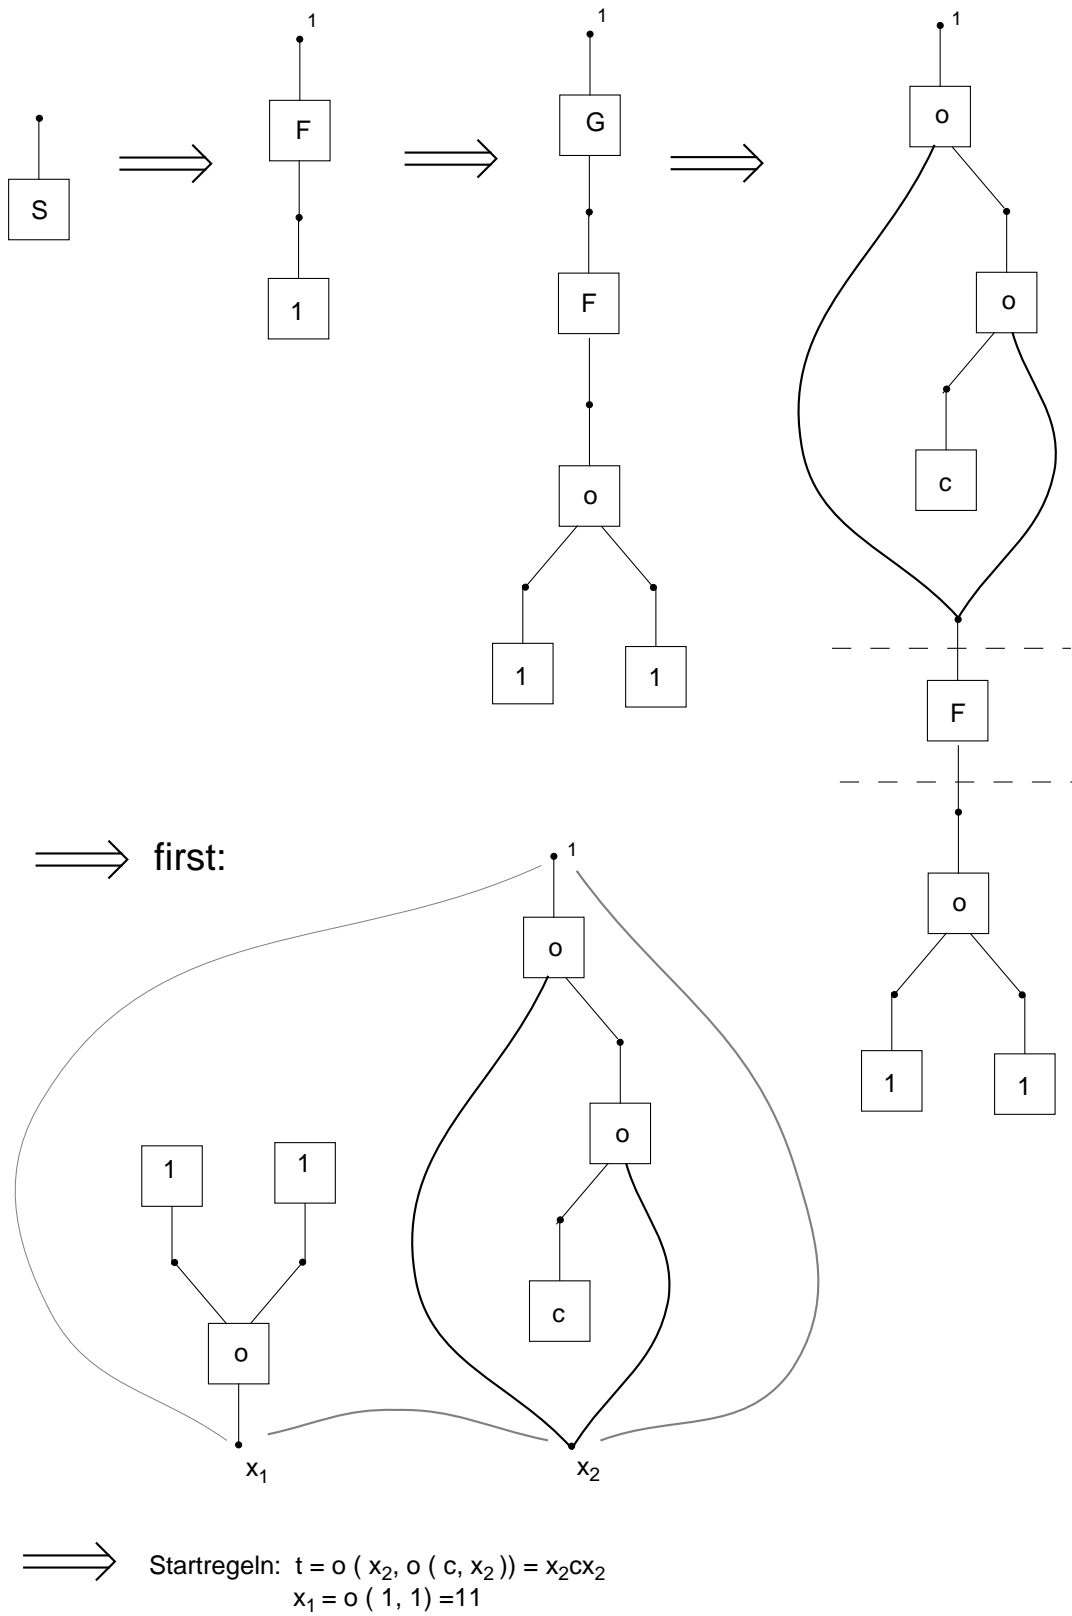 1
1
1
F
G
o
S
1
F
o
o
c
1
1
F
first:
1
o
o
1
1
1
1
o
c
o
x₁
x₂
Startregeln: t = o ( x₂, o ( c, x₂ )) = x₂cx₂
x₁ = o ( 1, 1) =11